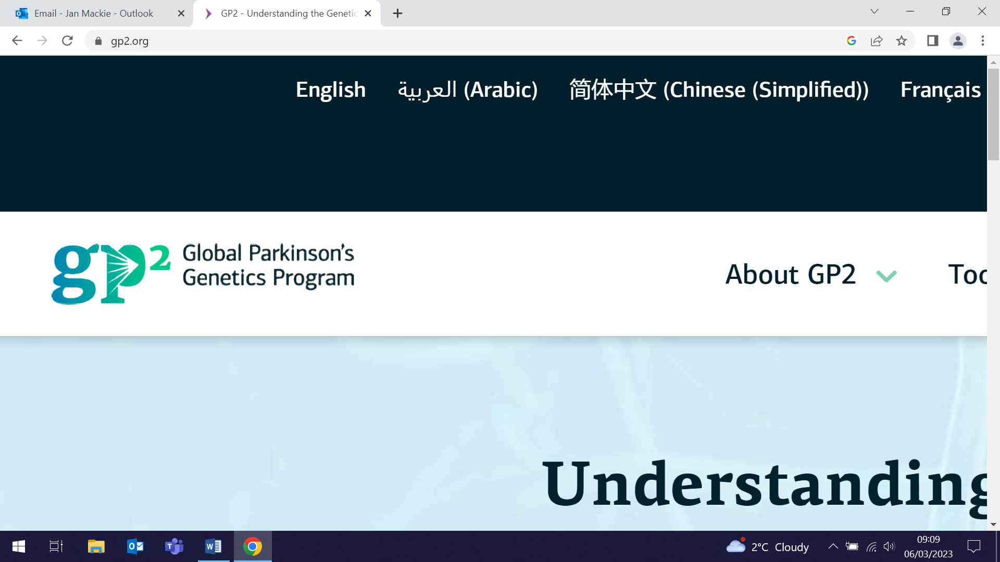 Email - Jan Mackie - Outlook
GP2 - Understanding the Genetic
gp2.org
English العربية (Arabic) 简体中文 (Chinese (Simplified)) Français
gp2 Global Parkinson's
Genetics Program
About GP2
Too
Understanding
2°C Cloudy
09:09
06/03/2023